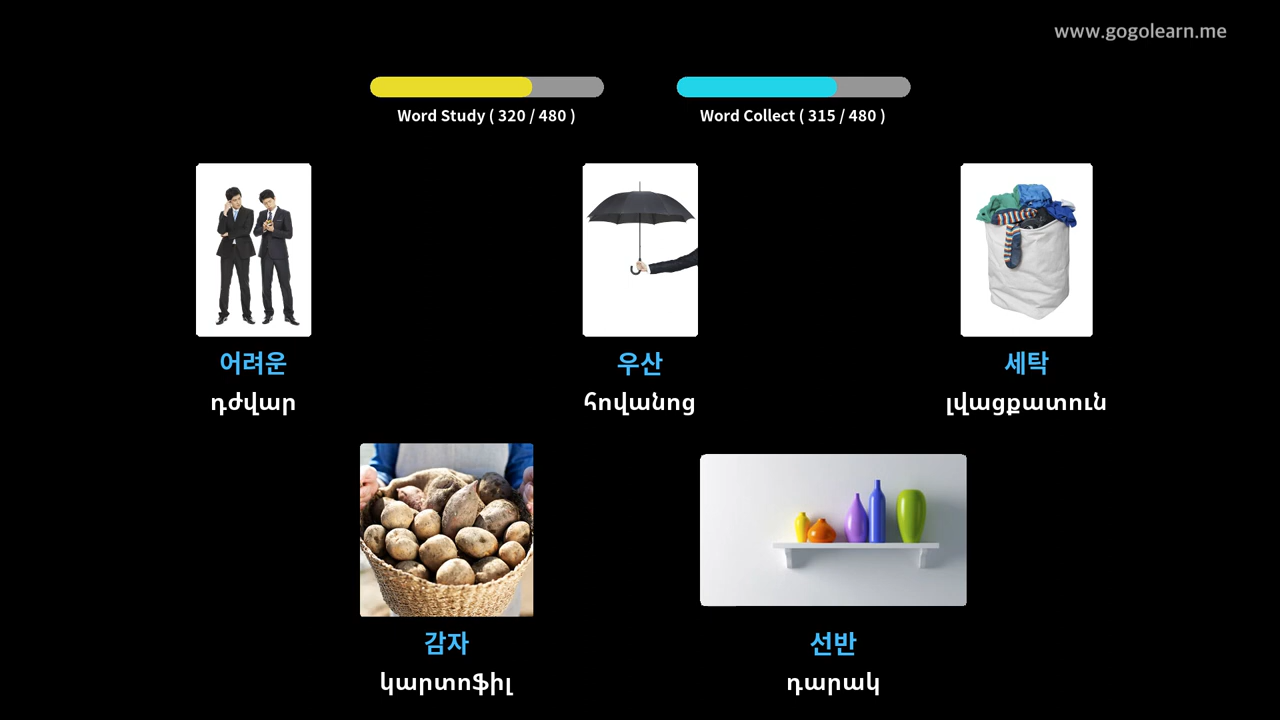 www.gogolearn.me
Word Study ( 320 / 480 )
Word Collect ( 315 / 480 )
어려운
դժվար
우산
հովանոց
세탁
լվացքատուն
감자
կարտոֆիլ
선반
դարակ